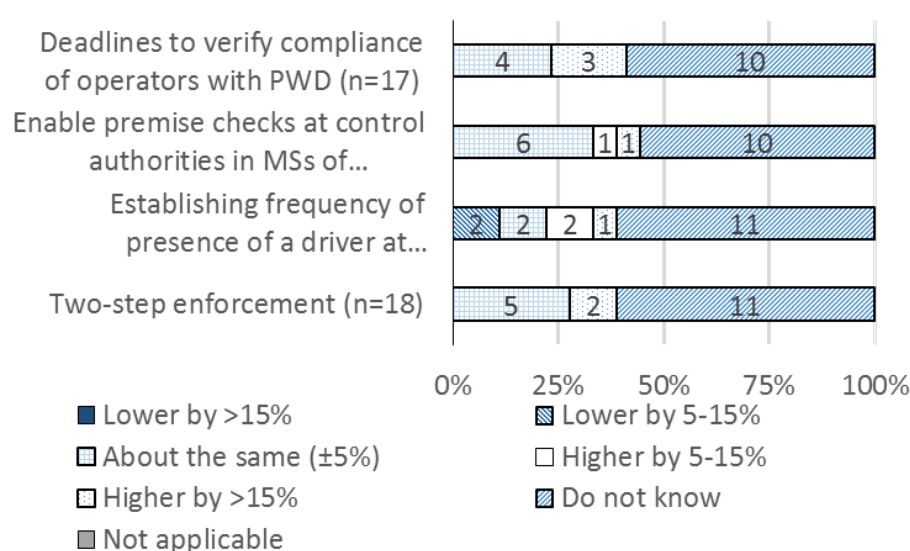 Deadlines to verify compliance
of operators with PWD (n=17)
4 3 10
Enable premise checks at control
authorities in MSs of...
6 1 1 10
Establishing frequency of
presence of a driver at...
2 2 2 1 11
Two-step enforcement (n=18)
5 2 11
0% 25% 50% 75% 100%
Lower by >15% Lower by 5-15%
About the same (±5%) Higher by 5-15%
Higher by >15% Do not know
Not applicable